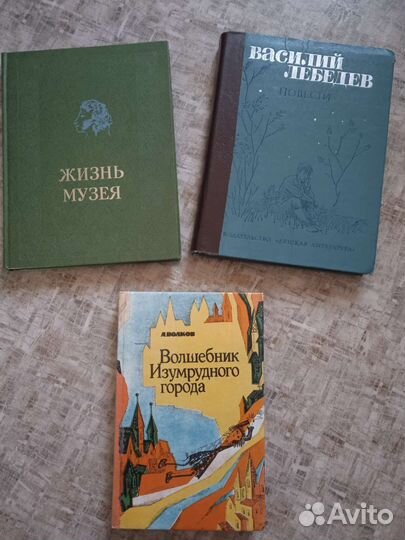 ЖИЗНЬ
МУЗЕЯ
ВАСИЛИЙ
ЛЕБЕДЕВ
ПОВЕСТИ
ИЗДАТЕЛЬСТВО «ДЕТСКАЯ ЛИТЕРАТУРА»
А.ВОЛКОВ
Волшебник
Изумрудного
города
Avito